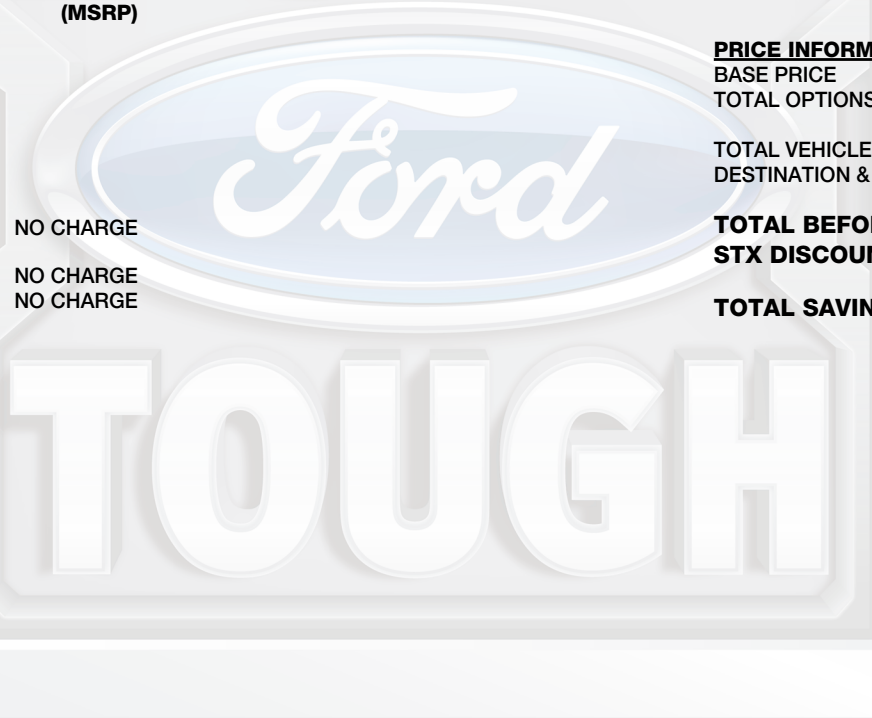 (MSRP)
NO CHARGE
NO CHARGE
NO CHARGE
PRICE INFORM
BASE PRICE
TOTAL OPTIONS
TOTAL VEHICLE
DESTINATION &
TOTAL BEFO
STX DISCOUN
TOTAL SAVIN
Ford
TOUGH